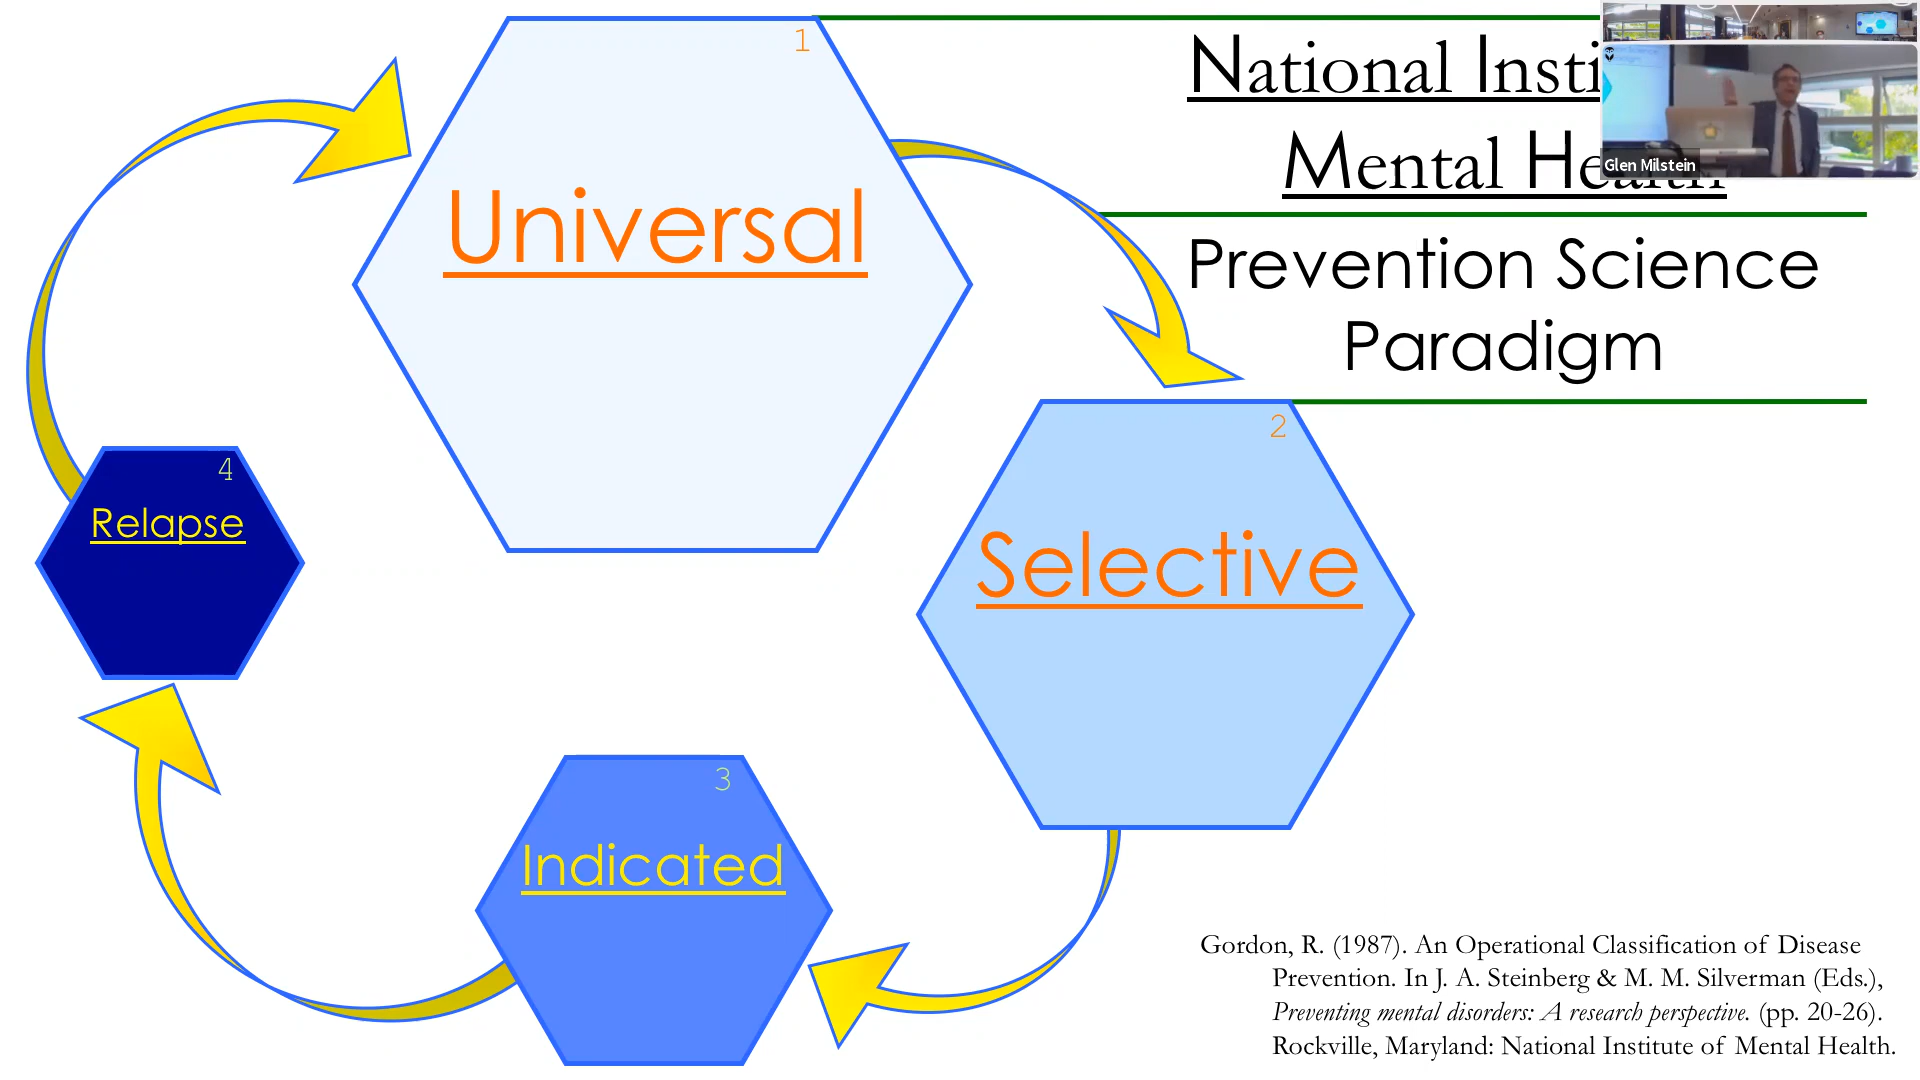 National Insti
Mental Health
Prevention Science
Paradigm
Glen Milstein
1
Universal
2
Selective
3
Indicated
4
Relapse
Gordon, R. (1987). An Operational Classification of Disease
Prevention. In J. A. Steinberg & M. M. Silverman (Eds.),
Preventing mental disorders: A research perspective. (pp. 20-26).
Rockville, Maryland: National Institute of Mental Health.